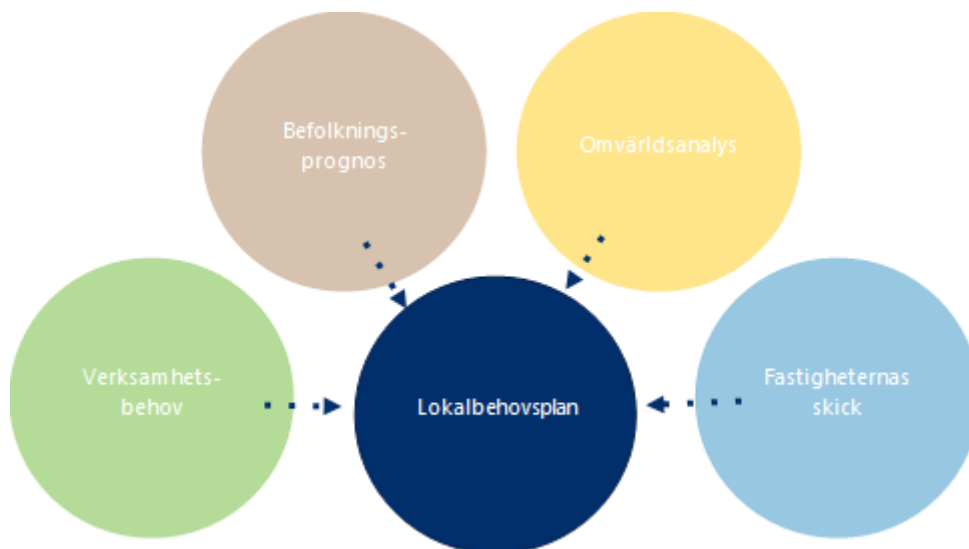 Befolknings-
prognos
Omvärldsanalys
Verksamhets-
behov
Lokalbehovsplan
Fastigheternas
skick